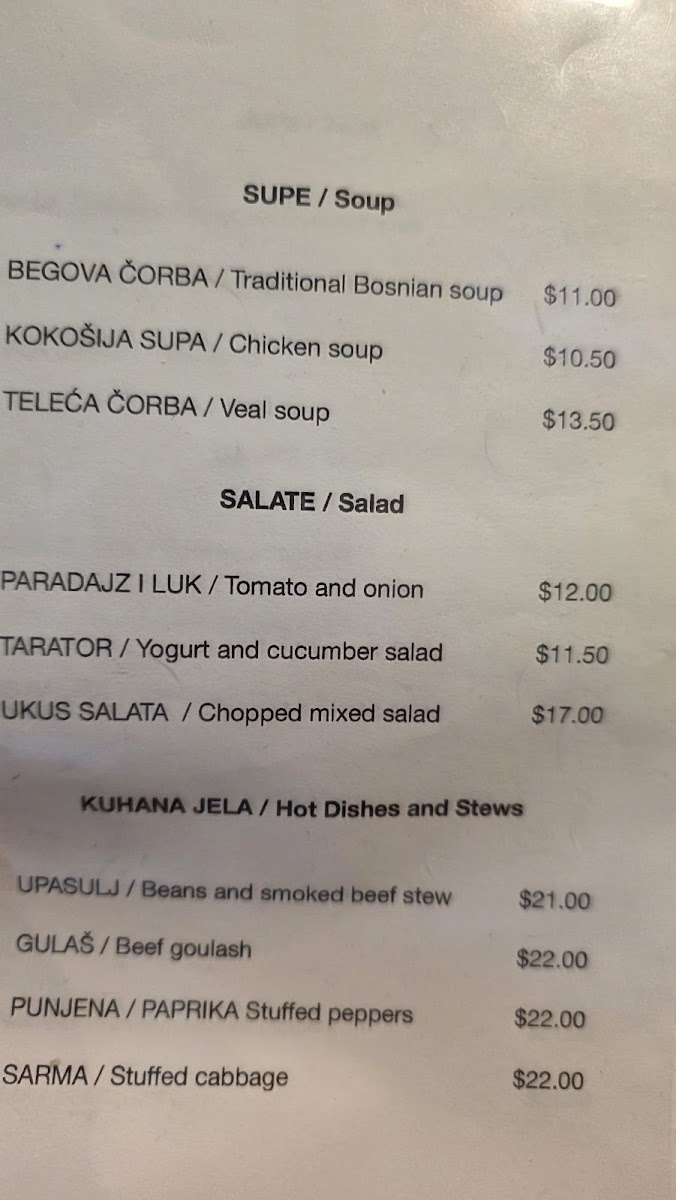 SUPE / Soup
BEGOVA ČORBA / Traditional Bosnian soup $11.00
KOKOŠIJA SUPA / Chicken soup $10.50
TELEĆA ČORBA / Veal soup $13.50
SALATE / Salad
PARADAJZ I LUK / Tomato and onion $12.00
TARATOR / Yogurt and cucumber salad $11.50
UKUS SALATA / Chopped mixed salad $17.00
KUHANA JELA / Hot Dishes and Stews
UPASULJ / Beans and smoked beef stew $21.00
GULAŠ / Beef goulash $22.00
PUNJENA / PAPRIKA Stuffed peppers $22.00
SARMA / Stuffed cabbage $22.00